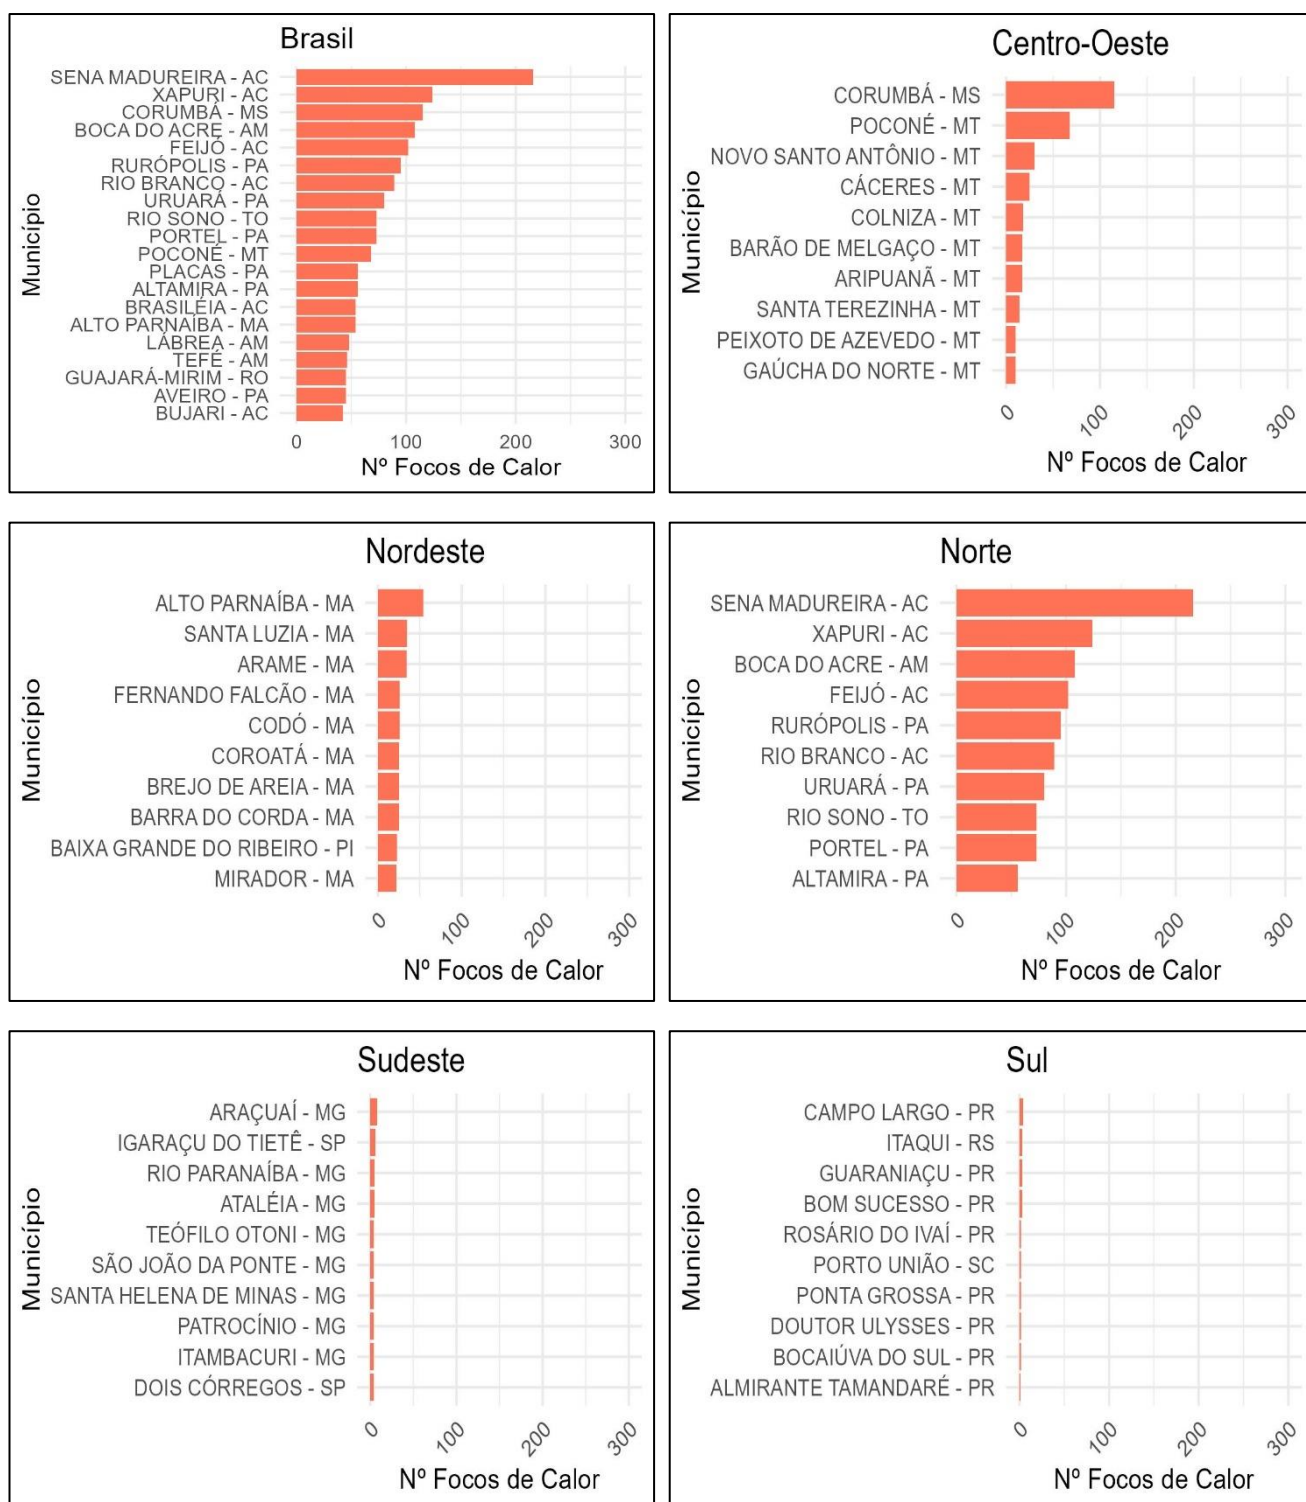 Brasil
Município
SENA MADUREIRA - AC
XAPURI - AC
CORUMBÁ - MS
BOCA DO ACRE - AM
FEIJÓ - AC
RURÓPOLIS - PA
RIO BRANCO - AC
URUARÁ - PA
RIO SONO - TO
PORTEL - PA
POCONÉ - MT
PLACAS - PA
ALTAMIRA - PA
BRASILÉIA - AC
ALTO PARNAÍBA - MA
LÁBREA - AM
TEFÉ - AM
GUAJARÁ-MIRIM - RO
AVEIRO - PA
BUJARI - AC
0 100 200 300
Nº Focos de Calor
Centro-Oeste
Município
CORUMBÁ - MS
POCONÉ - MT
NOVO SANTO ANTÔNIO - MT
CÁCERES - MT
COLNIZA - MT
BARÃO DE MELGAÇO - MT
ARIPUANÃ - MT
SANTA TEREZINHA - MT
PEIXOTO DE AZEVEDO - MT
GAÚCHA DO NORTE - MT
0 100 200 300
Nº Focos de Calor
Nordeste
Município
ALTO PARNAÍBA - MA
SANTA LUZIA - MA
ARAME - MA
FERNANDO FALCÃO - MA
CODÓ - MA
COROATÁ - MA
BREJO DE AREIA - MA
BARRA DO CORDA - MA
BAIXA GRANDE DO RIBEIRO - PI
MIRADOR - MA
0 100 200 300
Nº Focos de Calor
Norte
Município
SENA MADUREIRA - AC
XAPURI - AC
BOCA DO ACRE - AM
FEIJÓ - AC
RURÓPOLIS - PA
RIO BRANCO - AC
URUARÁ - PA
RIO SONO - TO
PORTEL - PA
ALTAMIRA - PA
0 100 200 300
Nº Focos de Calor
Sudeste
Município
ARAÇUAÍ - MG
IGARAÇU DO TIETÊ - SP
RIO PARANAÍBA - MG
ATALÉIA - MG
TEÓFILO OTONI - MG
SÃO JOÃO DA PONTE - MG
SANTA HELENA DE MINAS - MG
PATROCÍNIO - MG
ITAMBACURI - MG
DOIS CÓRREGOS - SP
0 100 200 300
Nº Focos de Calor
Sul
Município
CAMPO LARGO - PR
ITAQUI - RS
GUARANIAÇU - PR
BOM SUCESSO - PR
ROSÁRIO DO IVAÍ - PR
PORTO UNIÃO - SC
PONTA GROSSA - PR
DOUTOR ULYSSES - PR
BOCAIÚVA DO SUL - PR
ALMIRANTE TAMANDARÉ - PR
0 100 200 300
Nº Focos de Calor